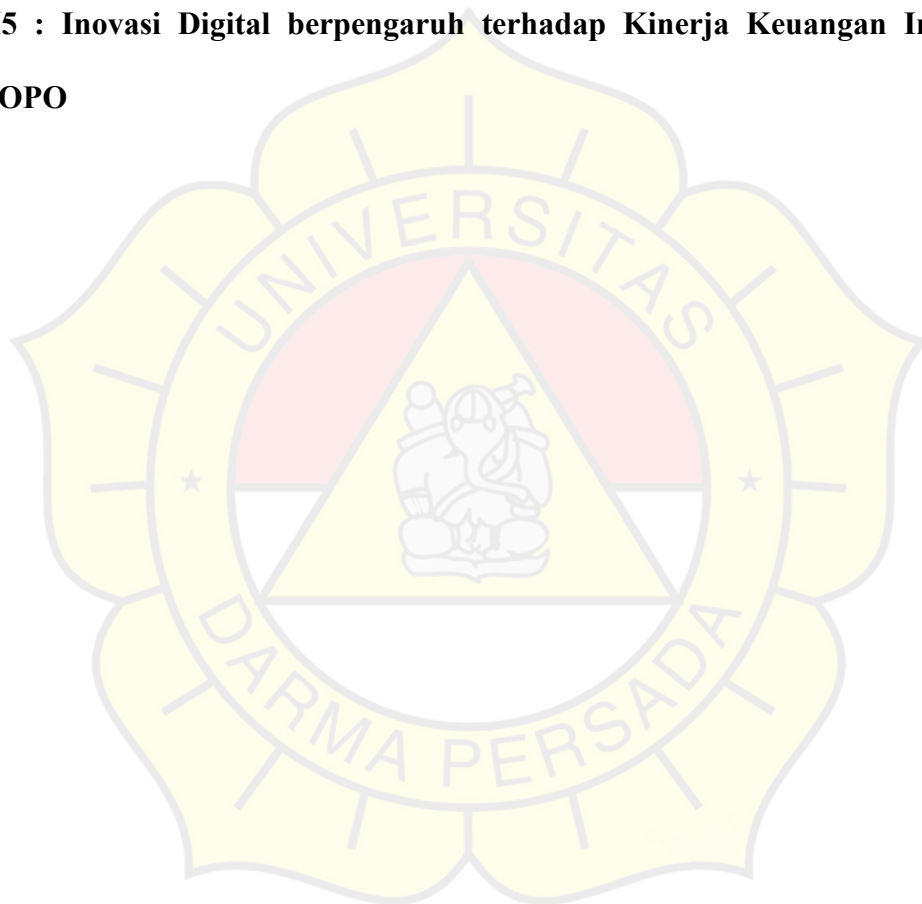 5 : Inovasi Digital berpengaruh terhadap Kinerja Keuangan
OPO
UNIVERSITAS
DARMA PERSADA